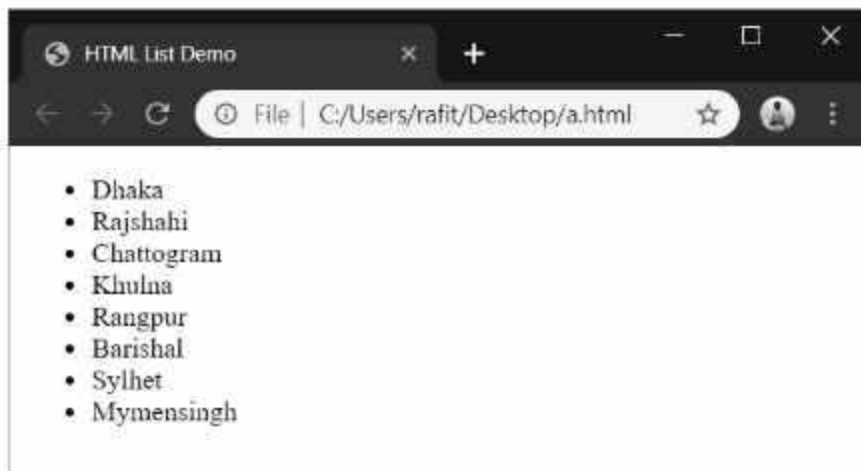 HTML List Demo
File | C:/Users/rafit/Desktop/a.html
• Dhaka
• Rajshahi
• Chattogram
• Khulna
• Rangpur
• Barishal
• Sylhet
• Mymensingh